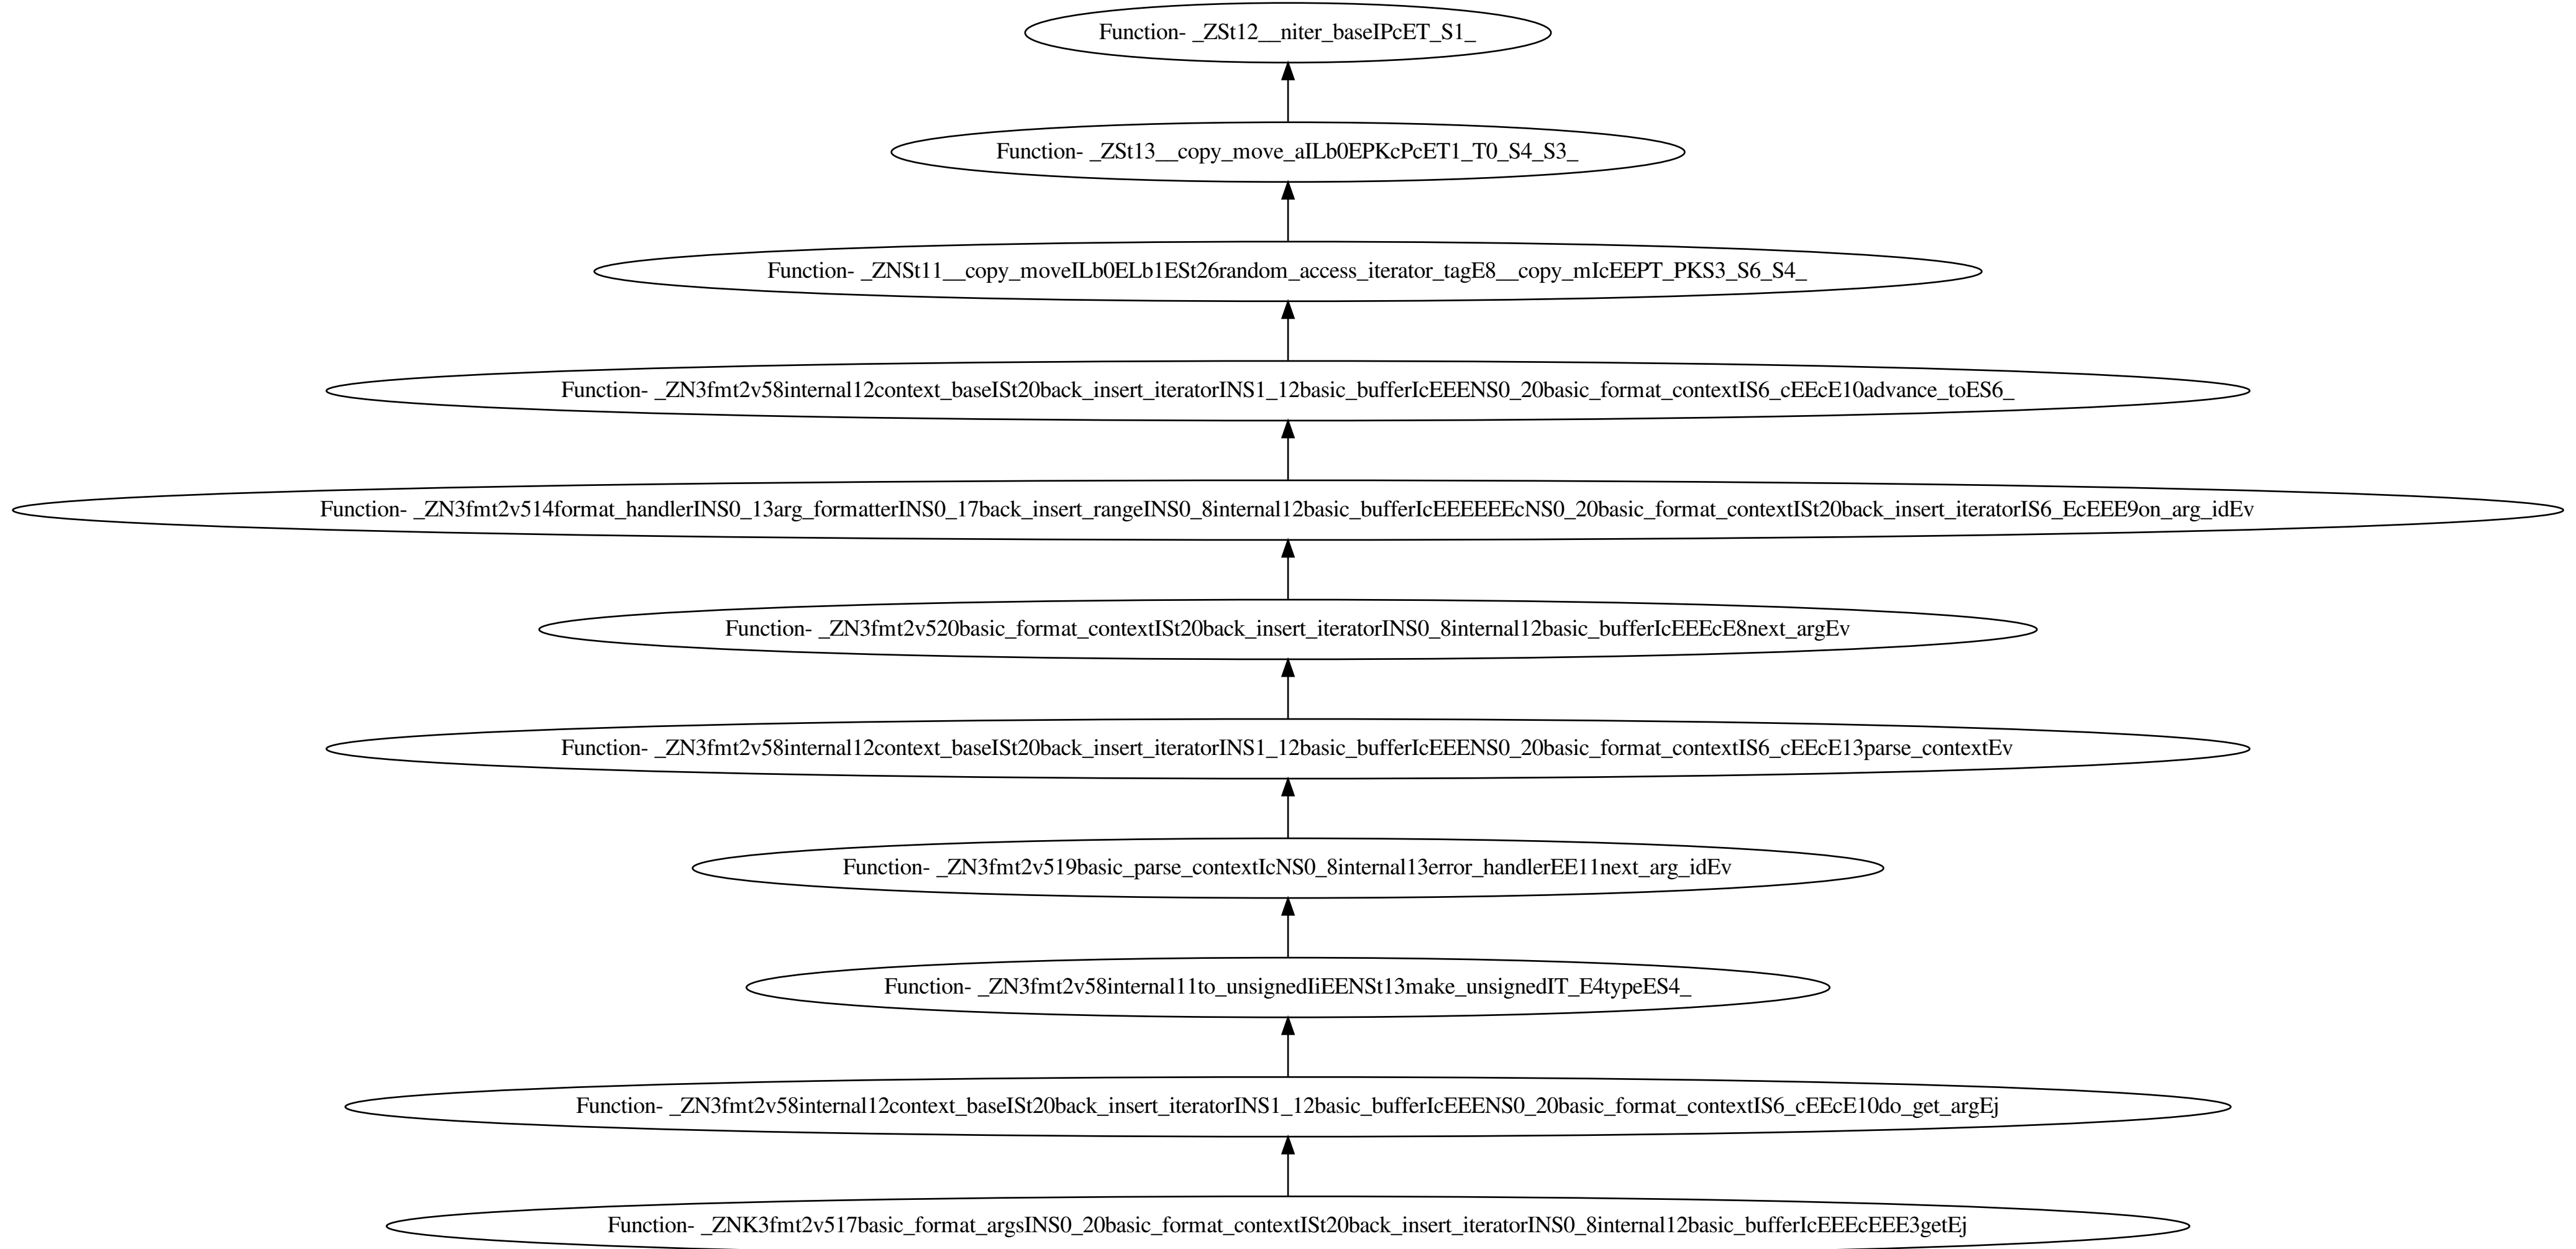 Function- _ZSt12__niter_baseIPcET_S1_
Function- _ZSt13__copy_move_aILb0EPKcPcET1_T0_S4_S3_
Function- _ZNSt11__copy_moveILb0ELb1ESt26random_access_iterator_tagE8__copy_mIcEEPT_PKS3_S6_S4_
Function- _ZN3fmt2v58internal12context_baseISt20back_insert_iteratorINS1_12basic_bufferIcEEENS0_20basic_format_contextIS6_cEEcE10advance_toES6_
Function- _ZN3fmt2v514format_handlerINS0_13arg_formatterINS0_17back_insert_rangeINS0_8internal12basic_bufferIcEEEEEEcNS0_20basic_format_contextISt20back_insert_iteratorIS6_EcEEE9on_arg_idEv
Function- _ZN3fmt2v520basic_format_contextISt20back_insert_iteratorINS0_8internal12basic_bufferIcEEEcE8next_argEv
Function- _ZN3fmt2v58internal12context_baseISt20back_insert_iteratorINS1_12basic_bufferIcEEENS0_20basic_format_contextIS6_cEEcE13parse_contextEv
Function- _ZN3fmt2v519basic_parse_contextIcNS0_8internal13error_handlerEE11next_arg_idEv
Function- _ZN3fmt2v58internal11to_unsignedIiEENSt13make_unsignedIT_E4typeES4_
Function- _ZN3fmt2v58internal12context_baseISt20back_insert_iteratorINS1_12basic_bufferIcEEENS0_20basic_format_contextIS6_cEEcE10do_get_argEj
Function- _ZNK3fmt2v517basic_format_argsINS0_20basic_format_contextISt20back_insert_iteratorINS0_8internal12basic_bufferIcEEEcEEE3getEj